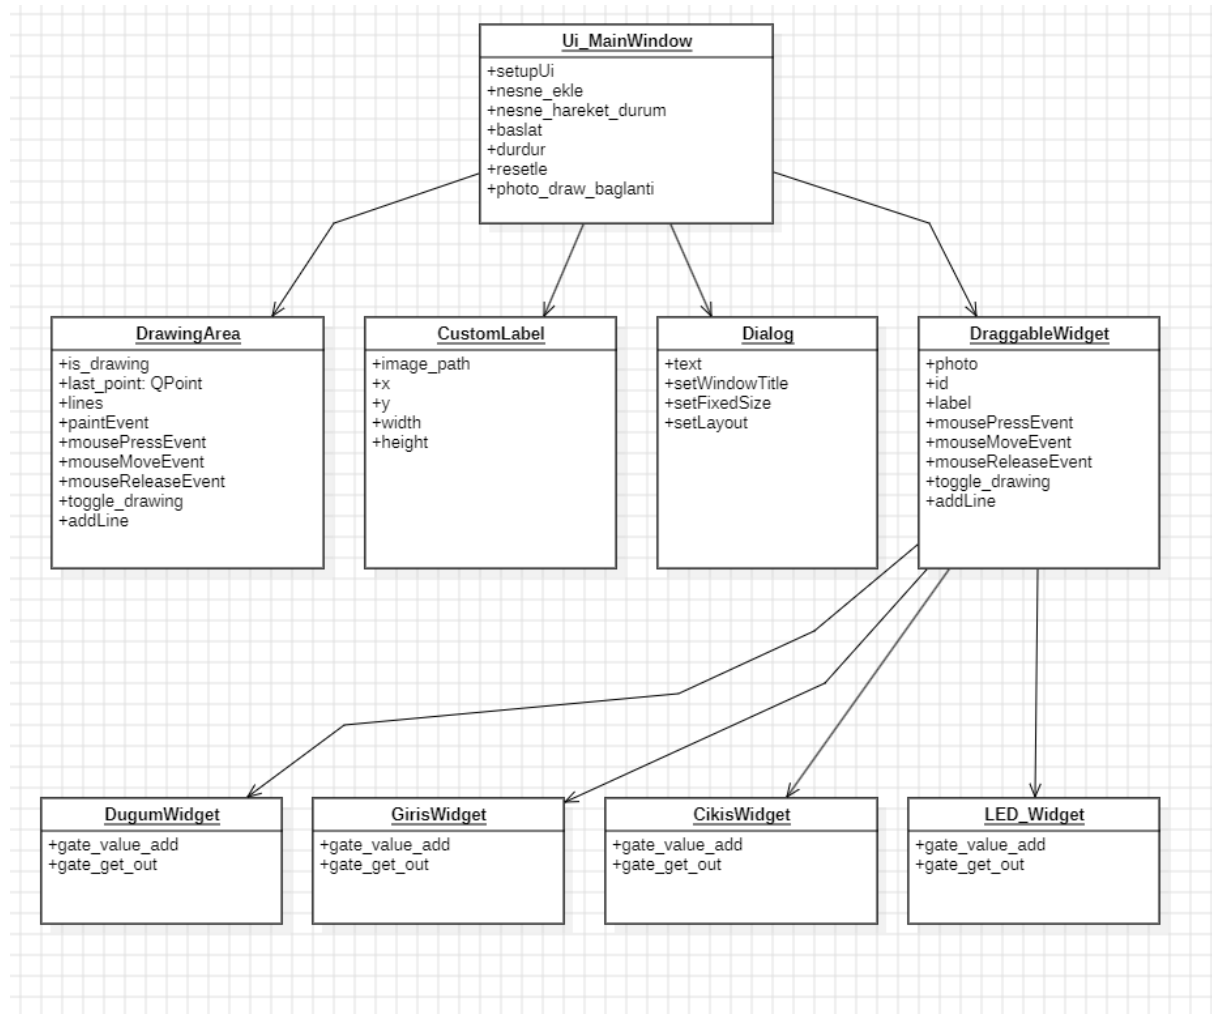 Ui_MainWindow
+setupUi
+nesne_ekle
+nesne_hareket_durum
+baslat
+durdur
+resetle
+photo_draw_baglanti
DrawingArea
+is_drawing
+last_point: QPoint
+lines
+paintEvent
+mousePressEvent
+mouseMoveEvent
+mouseReleaseEvent
+toggle_drawing
+addLine
CustomLabel
+image_path
+x
+y
+width
+height
Dialog
+text
+setWindowTitle
+setFixedSize
+setLayout
DraggableWidget
+photo
+id
+label
+mousePressEvent
+mouseMoveEvent
+mouseReleaseEvent
+toggle_drawing
+addLine
DugumWidget
+gate_value_add
+gate_get_out
GirisWidget
+gate_value_add
+gate_get_out
CikisWidget
+gate_value_add
+gate_get_out
LED_Widget
+gate_value_add
+gate_get_out